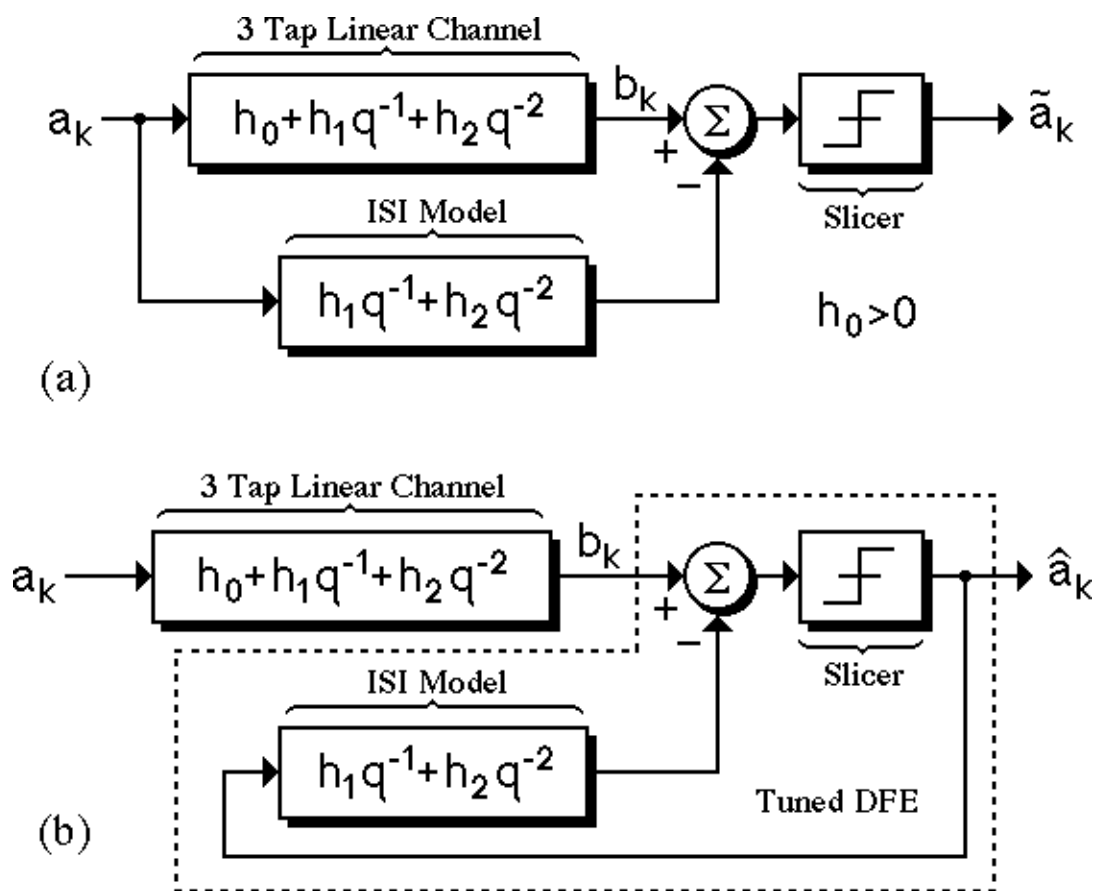 3 Tap Linear Channel
a_k
h_0+h_1q^-1+h_2q^-2
b_k
Σ
+
−
ã_k
Slicer
ISI Model
h_1q^-1+h_2q^-2
h_0>0
(a)
3 Tap Linear Channel
a_k
h_0+h_1q^-1+h_2q^-2
b_k
Σ
+
−
â_k
Slicer
ISI Model
h_1q^-1+h_2q^-2
Tuned DFE
(b)